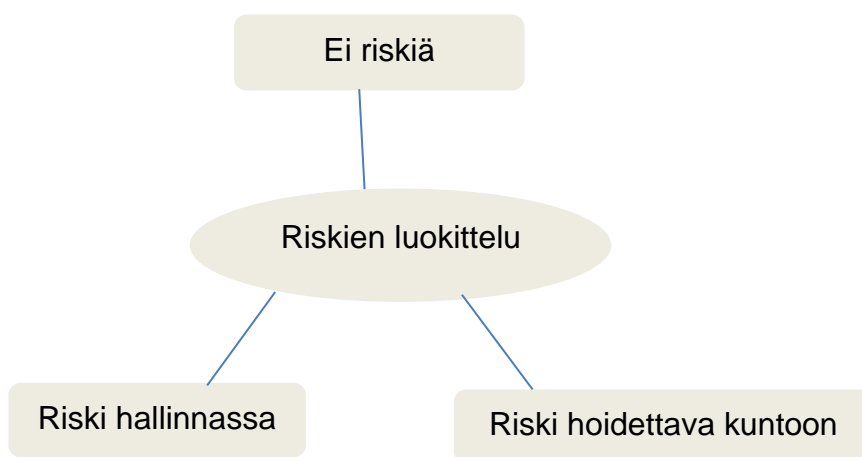 Ei riskiä
Riskien luokittelu
Riski hallinnassa
Riski hoidettava kuntoon